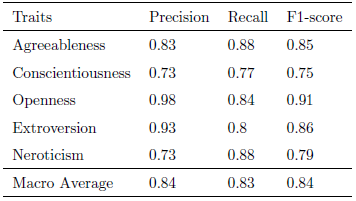 Traits Precision Recall F1-score
Agreeableness 0.83 0.88 0.85
Conscientiousness 0.73 0.77 0.75
Openness 0.98 0.84 0.91
Extroversion 0.93 0.8 0.86
Neroticism 0.73 0.88 0.79
Macro Average 0.84 0.83 0.84